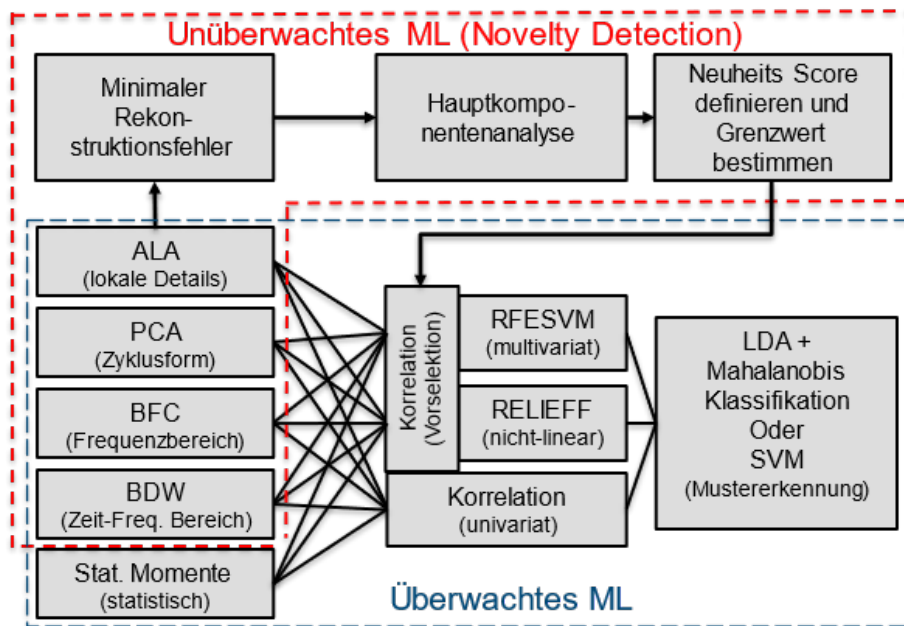 Unüberwachtes ML (Novelty Detection)
Minimaler
Rekon-
struktionsfehler
Hauptkompo-
nentenanalyse
Neuheits Score
definieren und
Grenzwert
bestimmen
ALA
(lokale Details)
PCA
(Zyklusform)
BFC
(Frequenzbereich)
BDW
(Zeit-Freq. Bereich)
Stat. Momente
(statistisch)
Korrelation
(Vorselektion)
RFESVM
(multivariat)
RELIEFF
(nicht-linear)
Korrelation
(univariat)
LDA +
Mahalanobis
Klassifikation
Oder
SVM
(Mustererkennung)
Überwachtes ML